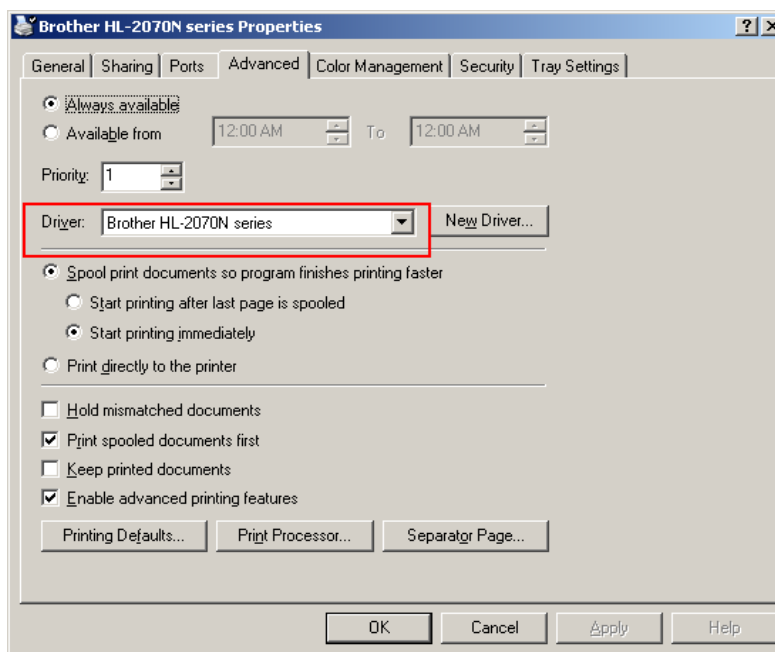 Brother HL-2070N series Properties
General Sharing Ports Advanced Color Management Security Tray Settings
Always available
Available from 12:00 AM To 12:00 AM
Priority: 1
Driver: Brother HL-2070N series New Driver...
Spool print documents so program finishes printing faster
Start printing after last page is spooled
Start printing immediately
Print directly to the printer
Hold mismatched documents
Print spooled documents first
Keep printed documents
Enable advanced printing features
Printing Defaults... Print Processor... Separator Page...
OK Cancel Apply Help